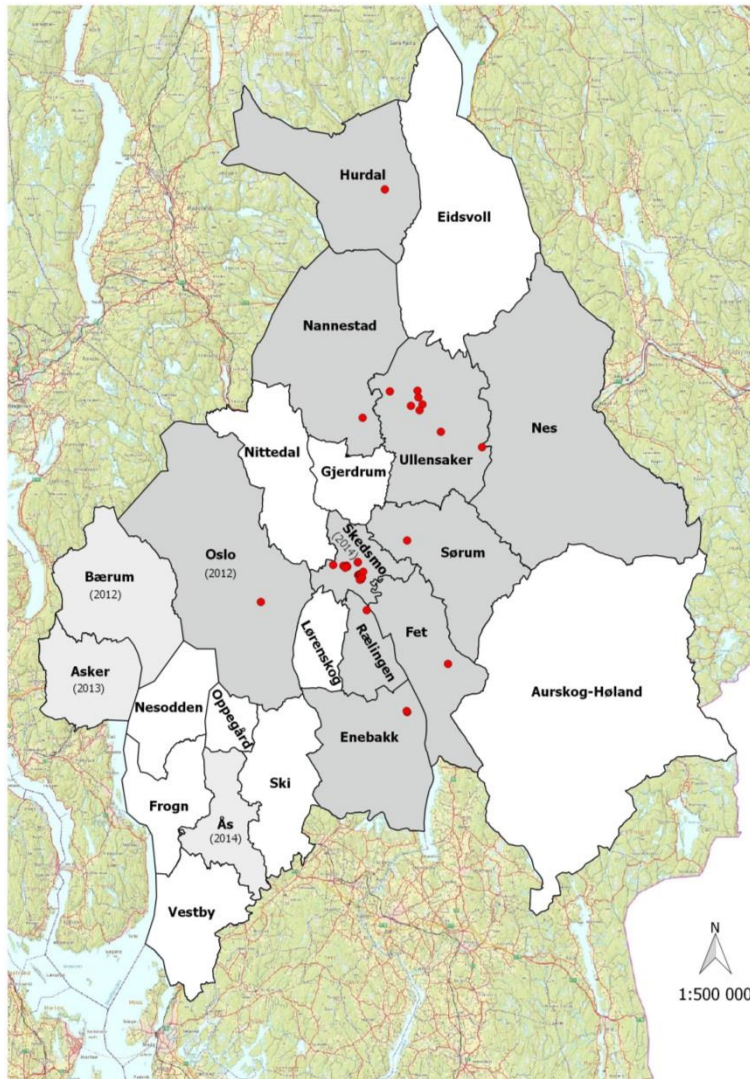 Hurdal
Eidsvoll
Nannestad
Nes
Nittedal
Ullensaker
Gjerdrum
Skedsmo
(2014)
Sørum
Oslo
(2012)
Bærum
(2012)
Fet
Lørenskog
Rælingen
Asker
(2013)
Aurskog-Høland
Nesodden
Oppegård
Enebakk
Ski
Frogn
Ås
(2014)
Vestby
N
1:500 000